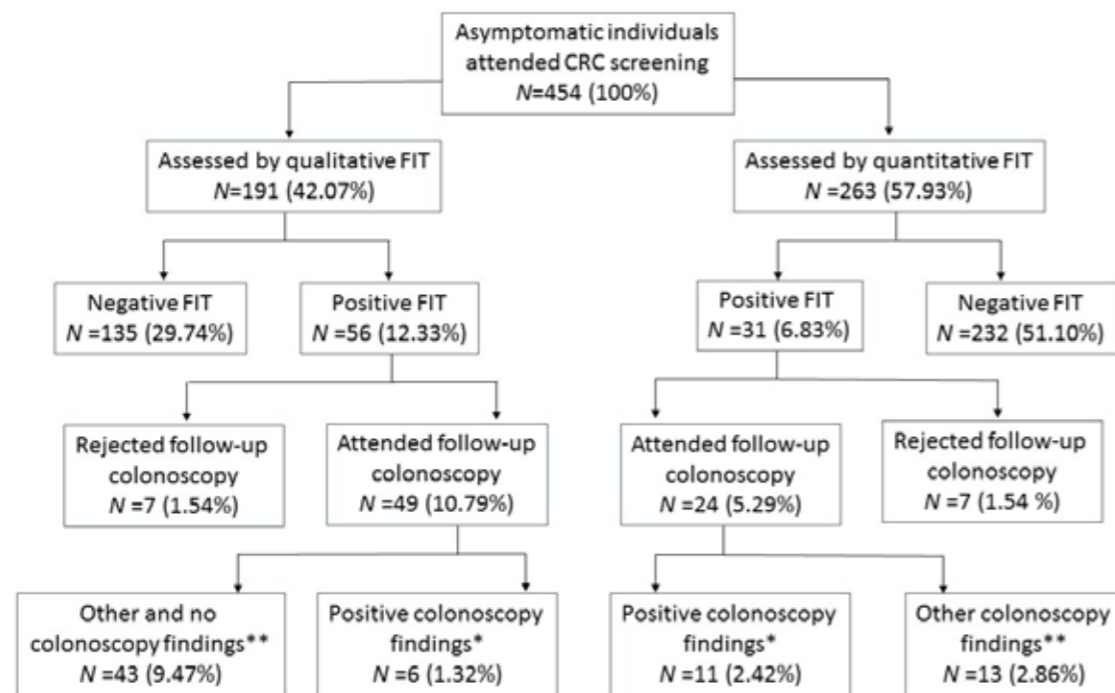 Asymptomatic individuals
attended CRC screening
N=454 (100%)
Assessed by qualitative FIT
N=191 (42.07%)
Assessed by quantitative FIT
N =263 (57.93%)
Negative FIT
N =135 (29.74%)
Positive FIT
N =56 (12.33%)
Positive FIT
N =31 (6.83%)
Negative FIT
N =232 (51.10%)
Rejected follow-up
colonoscopy
N =7 (1.54%)
Attended follow-up
colonoscopy
N =49 (10.79%)
Attended follow-up
colonoscopy
N =24 (5.29%)
Rejected follow-up
colonoscopy
N =7 (1.54 %)
Other and no
colonoscopy findings**
N =43 (9.47%)
Positive colonoscopy
findings*
N =6 (1.32%)
Positive colonoscopy
findings*
N =11 (2.42%)
Other colonoscopy
findings**
N =13 (2.86%)